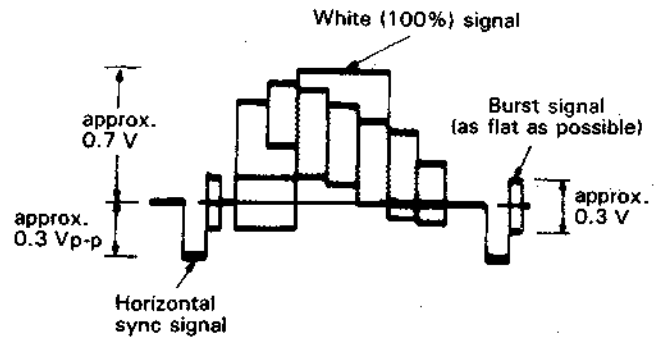 White (100%) signal
approx.
0.7 V
Burst signal
(as flat as possible)
approx.
0.3 Vp-p
approx.
0.3 V
Horizontal
sync signal